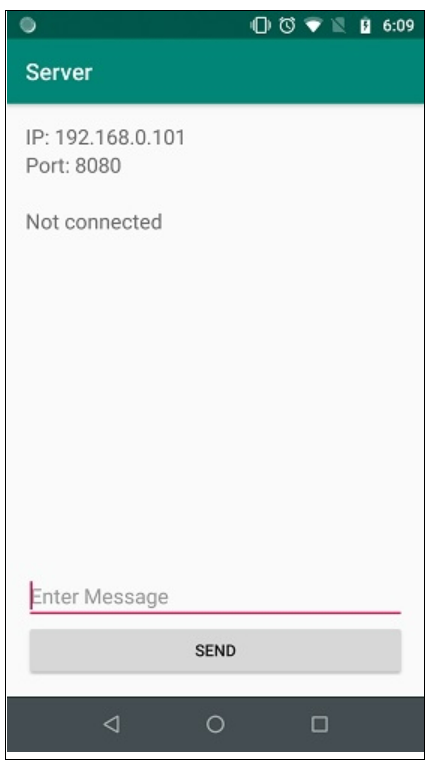 6:09
Server
IP: 192.168.0.101
Port: 8080
Not connected
Enter Message
SEND